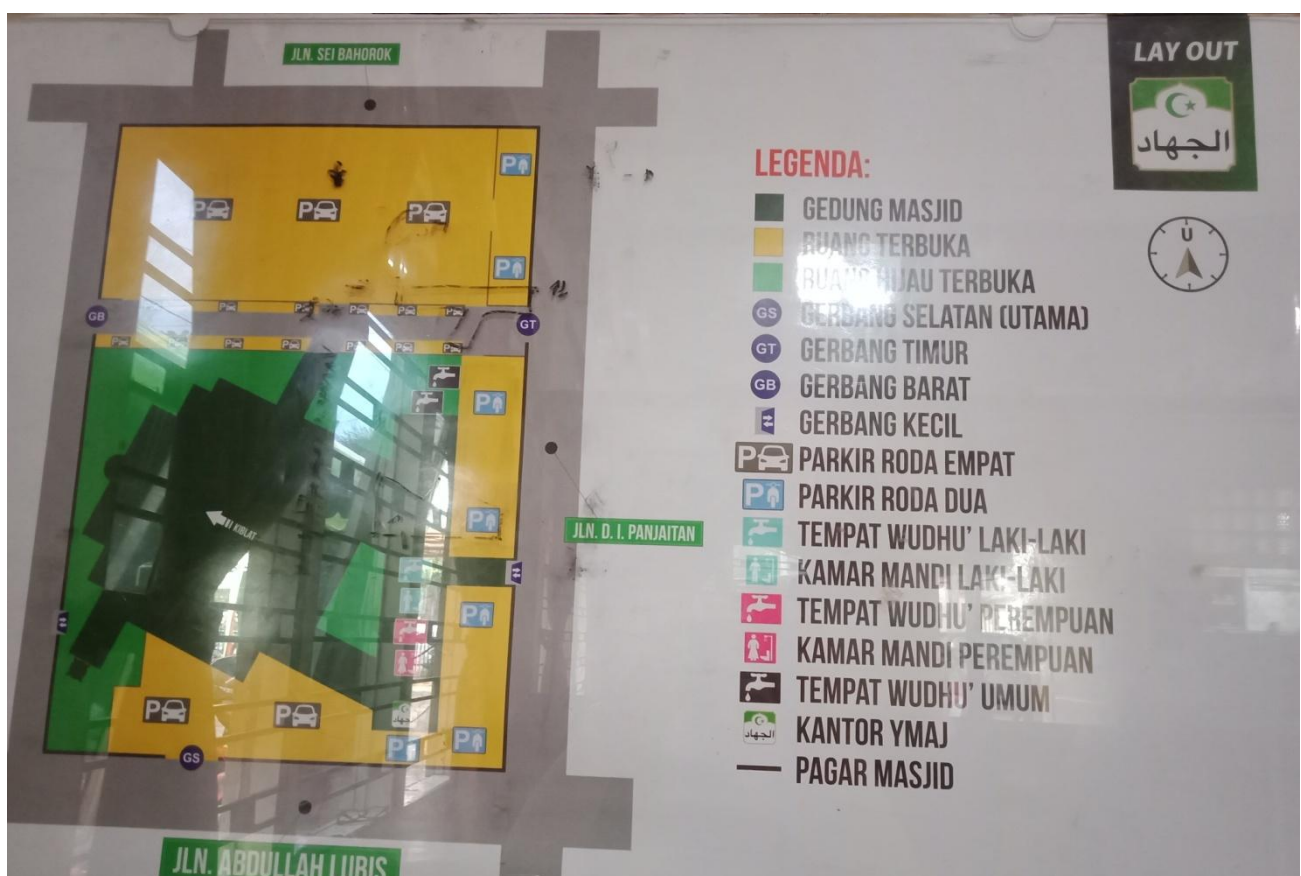 JLN. SEI BAHOROK
LAY OUT
الجهاد
U
LEGENDA:
GEDUNG MASJID
RUANG TERBUKA
RUANG HIJAU TERBUKA
GS GERBANG SELATAN (UTAMA)
GT GERBANG TIMUR
GB GERBANG BARAT
GERBANG KECIL
P PARKIR RODA EMPAT
P PARKIR RODA DUA
TEMPAT WUDHU' LAKI-LAKI
KAMAR MANDI LAKI-LAKI
TEMPAT WUDHU' PEREMPUAN
KAMAR MANDI PEREMPUAN
TEMPAT WUDHU' UMUM
الجهاد KANTOR YMAJ
PAGAR MASJID
P
P P P
P
P P P P P
GB GT
P P P P P P
P
KIBLAT
P
JLN. D. I. PANJAITAN
P
P P
الجهاد
P P
GS
JLN. ABDULLAH LUBIS